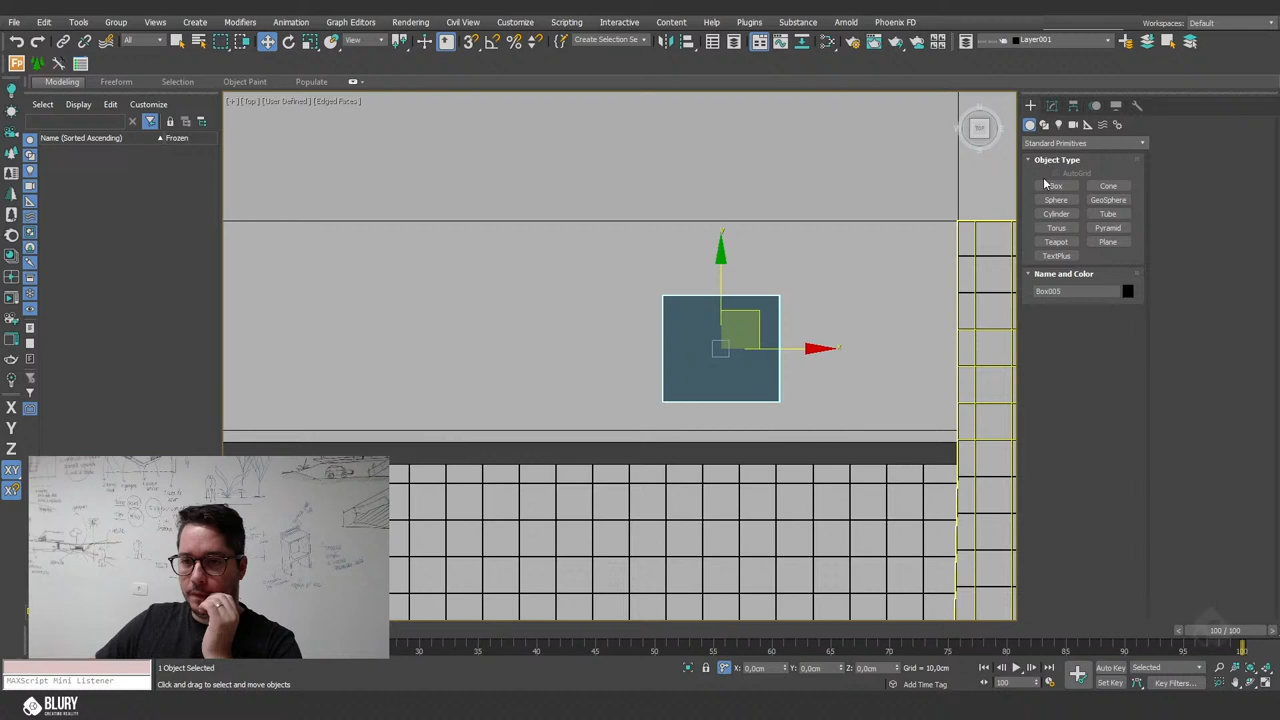 File Edit Tools Group Views Create Modifiers Animation Graph Editors Rendering Civil View Customize Scripting Interactive Content Help Plugins Substance Arnold Phoenix FD Workspaces: Default
All View Create Selection Se Layer001
Fp
Modeling Freeform Selection Object Paint Populate
Select Display Edit Customize
[+] [Top] [User Defined] [Edged Faces]
TOP
Name (Sorted Ascending) Frozen
Standard Primitives
Object Type
AutoGrid
Box Cone
Sphere GeoSphere
Cylinder Tube
Torus Pyramid
Teapot Plane
TextPlus
Name and Color
Box005
X
Y
Z
XY
XY
100 / 100
30 35 40 45 50 55 60 65 70 75 80 85 90 95 100
1 Object Selected X: 0,0cm Y: 0,0cm Z: 0,0cm Grid = 10,0cm Auto Key Selected
MAXScript Mini Listener Click and drag to select and move objects Add Time Tag 100 Set Key Key Filters...
BLURY
CREATING REALITY